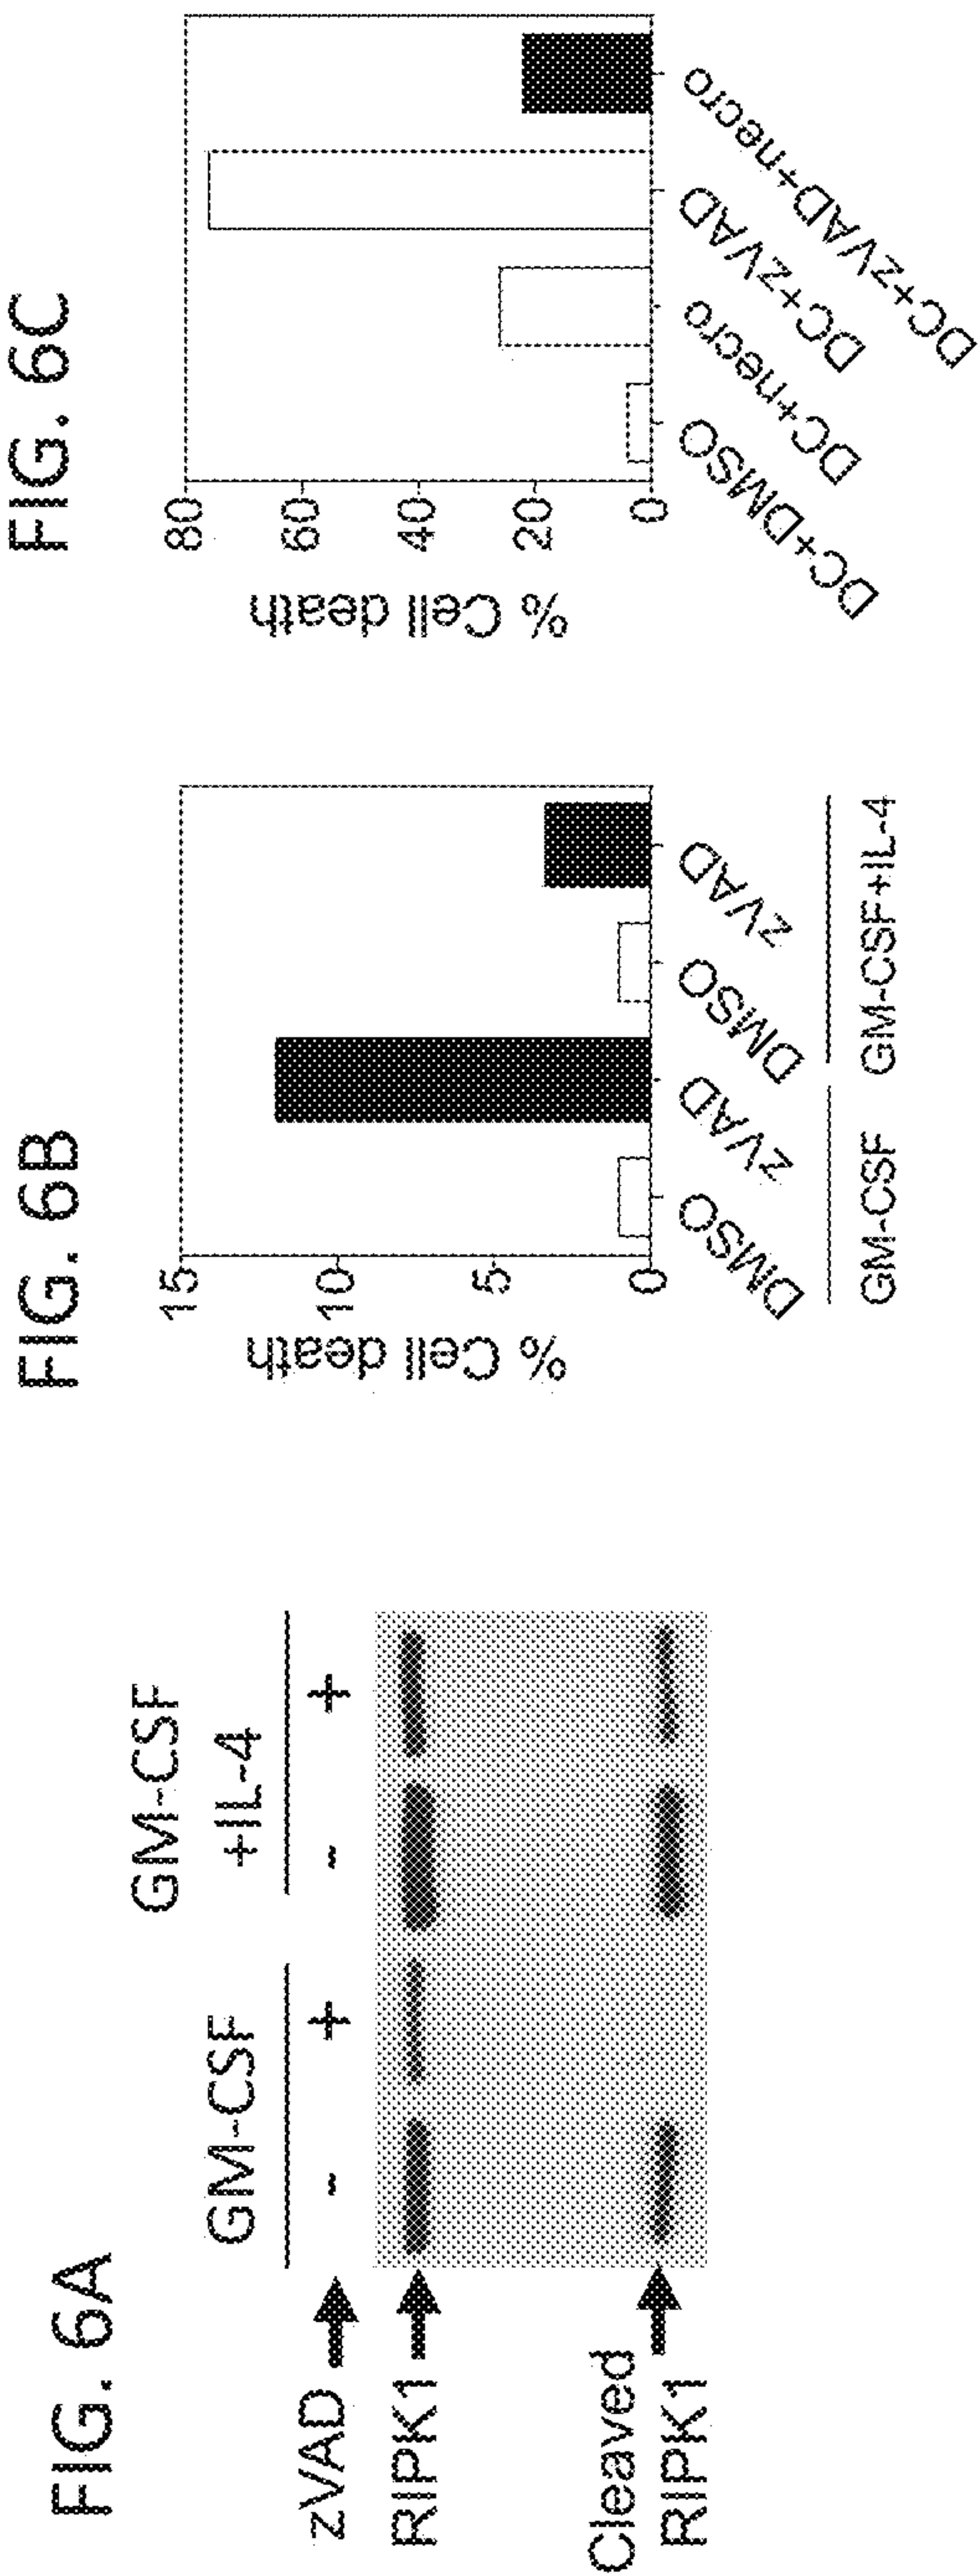 FIG. 6A
GM-CSF
GM-CSF
+IL-4
zVAD
-
+
-
+
RIPK1
Cleaved
RIPK1
FIG. 6B
% Cell death
15
10
5
0
DMSO
zVAD
DMSO
zVAD
GM-CSF
GM-CSF+IL-4
FIG. 6C
% Cell death
80
60
40
20
0
DC+DMSO
DC+necro
DC+zVAD
DC+zVAD+necro